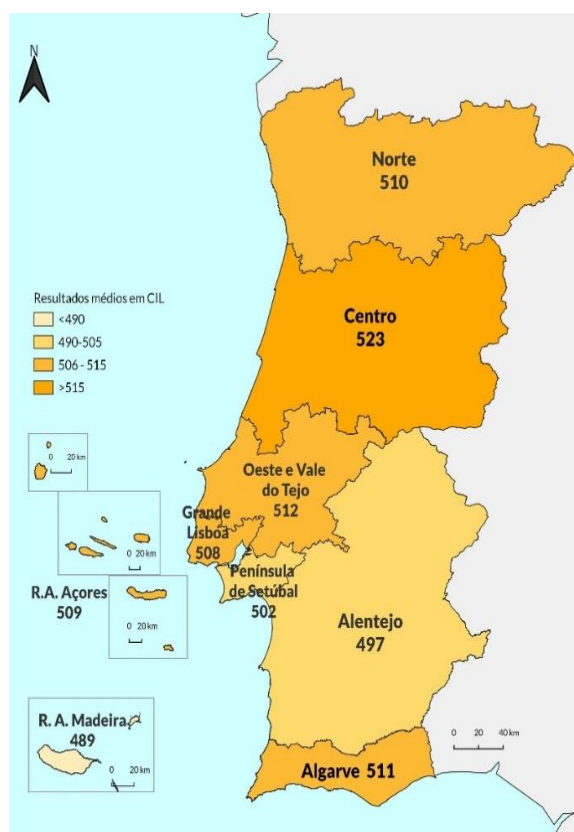 N
Norte
510
Resultados médios em CIL
<490
490-505
506 - 515
>515
Centro
523
0 20 km
Oeste e Vale
do Tejo
512
Grande
Lisboa
508
0 20 km
Península
de Setúbal
502
R.A. Açores
509
0 20 km
Alentejo
497
R. A. Madeira
489
0 20 km
0 20 40 km
Algarve 511